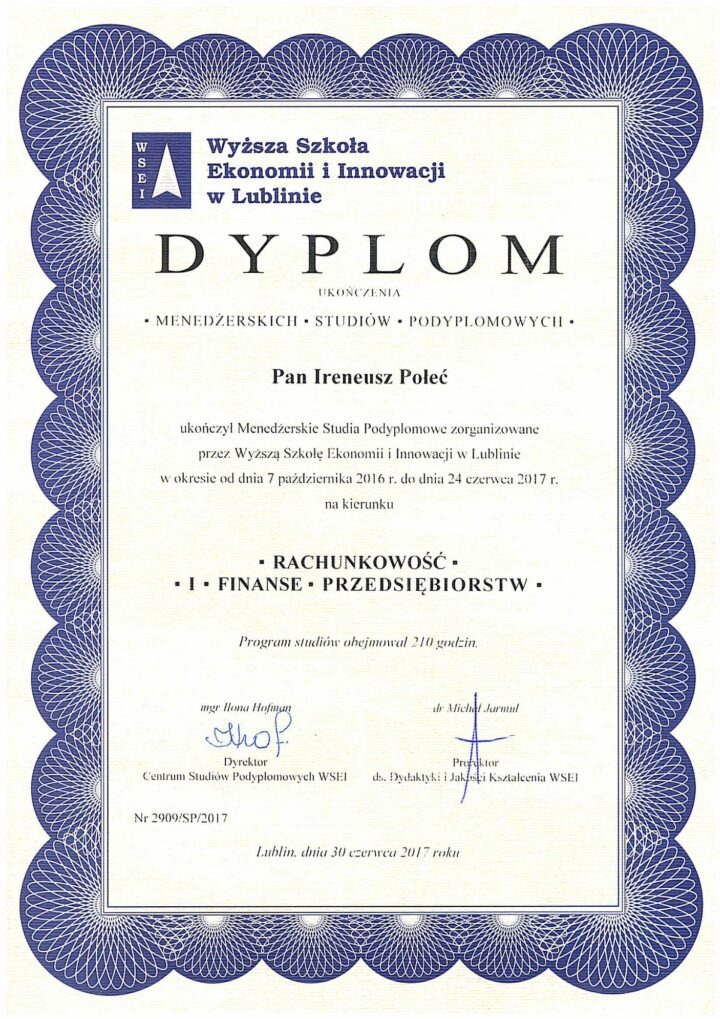 WSEI
Wyższa Szkoła
Ekonomii i Innowacji
w Lublinie
DYPLOM
UKOŃCZENIA
▪ MENEDŻERSKICH ▪ STUDIÓW ▪ PODYPLOMOWYCH ▪
Pan Ireneusz Połeć
ukończył Menedżerskie Studia Podyplomowe zorganizowane
przez Wyższą Szkołę Ekonomii i Innowacji w Lublinie
w okresie od dnia 7 października 2016 r. do dnia 24 czerwca 2017 r.
na kierunku
▪ RACHUNKOWOŚĆ ▪
▪ I ▪ FINANSE ▪ PRZEDSIĘBIORSTW ▪
Program studiów obejmował 210 godzin.
mgr Ilona Hofman
dr Michał Jarmuł
Dyrektor
Centrum Studiów Podyplomowych WSEI
Prorektor
ds. Dydaktyki i Jakości Kształcenia WSEI
Nr 2909/SP/2017
Lublin, dnia 30 czerwca 2017 roku